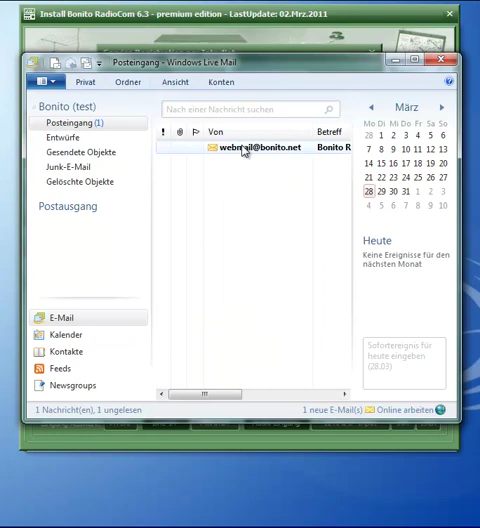 Install Bonito RadioCom 6.3 - premium edition - LastUpdate: 02.Mrz.2011
Posteingang - Windows Live Mail
Privat Ordner Ansicht Konten
Bonito (test)
Posteingang (1)
Entwürfe
Gesendete Objekte
Junk-E-Mail
Gelöschte Objekte
Postausgang
E-Mail
Kalender
Kontakte
Feeds
Newsgroups
Nach einer Nachricht suchen
! Von Betreff
webmail@bonito.net Bonito R
März
Mo Di Mi Do Fr Sa So
28 1 2 3 4 5 6
7 8 9 10 11 12 13
14 15 16 17 18 19 20
21 22 23 24 25 26 27
28 29 30 31 1 2 3
4 5 6 7 8 9 10
Heute
Keine Ereignisse für den
nächsten Monat
Sofortereignis für
heute eingeben
(28.03)
1 Nachricht(en), 1 ungelesen
1 neue E-Mail(s) Online arbeiten